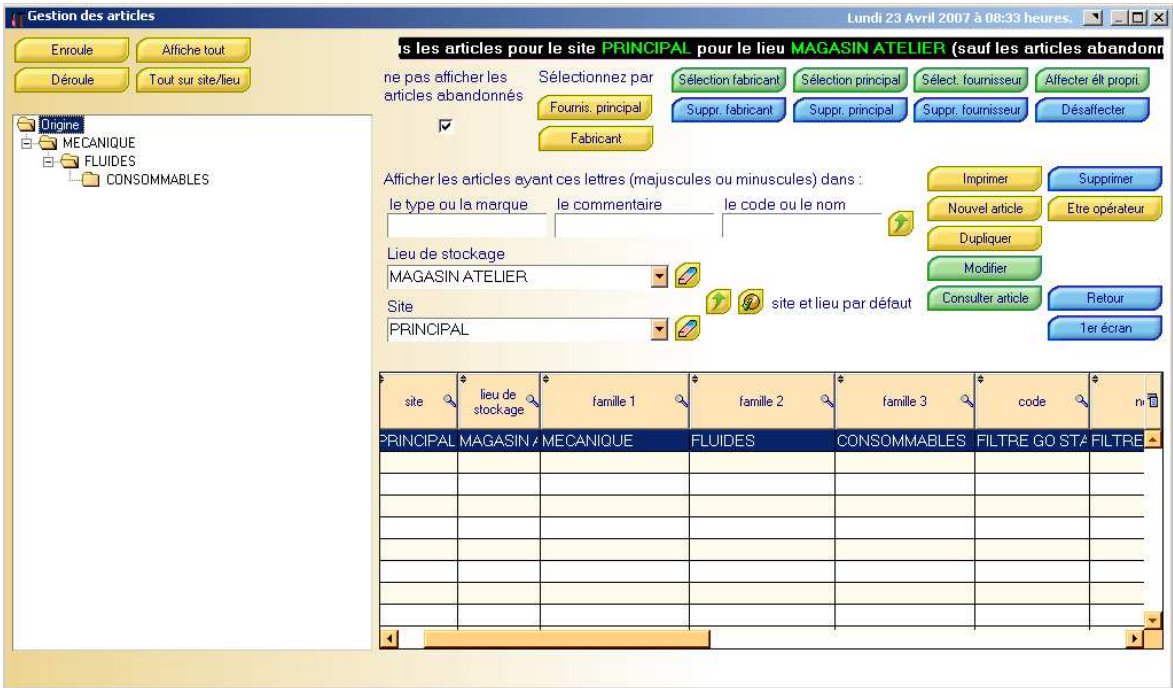 Gestion des articles
Lundi 23 Avril 2007 à 08:33 heures.
Enroule
Affiche tout
Déroule
Tout sur site/lieu
us les articles pour le site PRINCIPAL pour le lieu MAGASIN ATELIER (sauf les articles abandonn
ne pas afficher les
articles abandonnés
Sélectionnez par
Fournis. principal
Fabricant
Sélection fabricant
Sélection principal
Sélect. fournisseur
Affecter élt propri.
Suppr. fabricant
Suppr. principal
Suppr. fournisseur
Désaffecter
Origine
MECANIQUE
FLUIDES
CONSOMMABLES
Afficher les articles ayant ces lettres (majuscules ou minuscules) dans :
le type ou la marque
le commentaire
le code ou le nom
Imprimer
Supprimer
Nouvel article
Etre opérateur
Dupliquer
Modifier
Consulter article
Retour
1er écran
Lieu de stockage
MAGASIN ATELIER
site et lieu par défaut
Site
PRINCIPAL
site
lieu de
stockage
famille 1
famille 2
famille 3
code
PRINCIPAL MAGASIN A MECANIQUE FLUIDES CONSOMMABLES FILTRE GO STA FILTRE